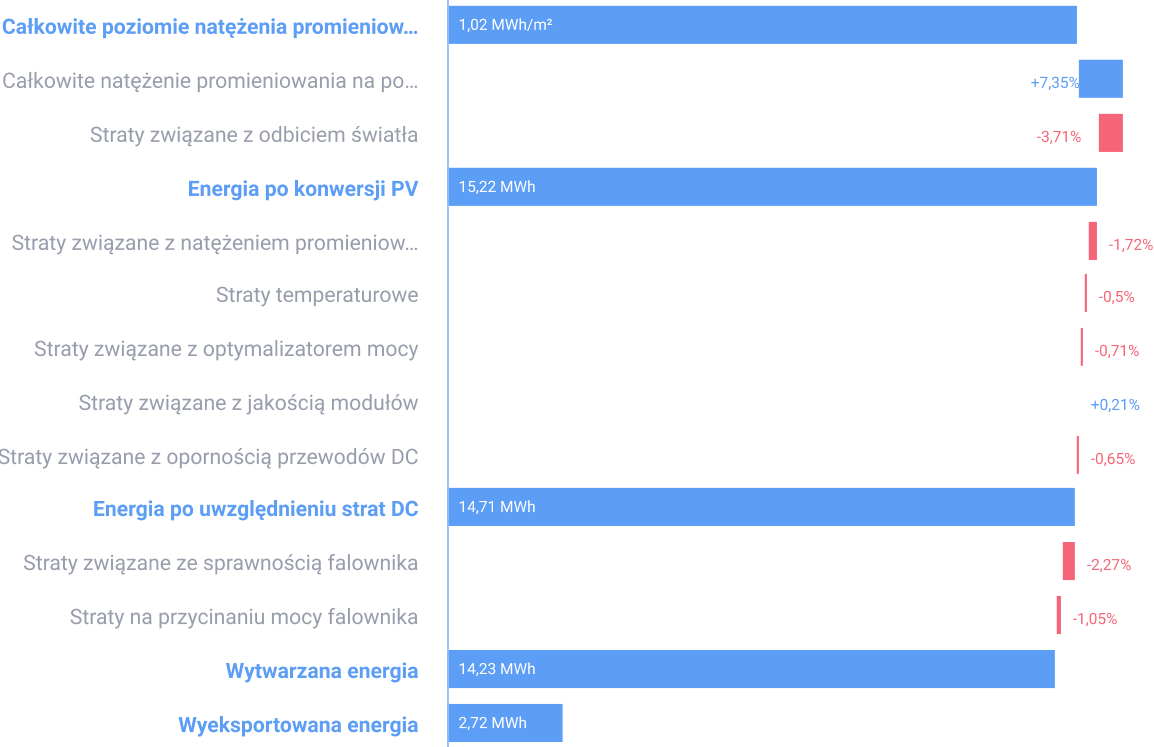 Całkowite poziomie natężenia promieniow...
1,02 MWh/m²
Całkowite natężenie promieniowania na po...
+7,35%
Straty związane z odbiciem światła
-3,71%
Energia po konwersji PV
15,22 MWh
Straty związane z natężeniem promieniow...
-1,72%
Straty temperaturowe
-0,5%
Straty związane z optymalizatorem mocy
-0,71%
Straty związane z jakością modułów
+0,21%
Straty związane z opornością przewodów DC
-0,65%
Energia po uwzględnieniu strat DC
14,71 MWh
Straty związane ze sprawnością falownika
-2,27%
Straty na przycinaniu mocy falownika
-1,05%
Wytwarzana energia
14,23 MWh
Wyeksportowana energia
2,72 MWh